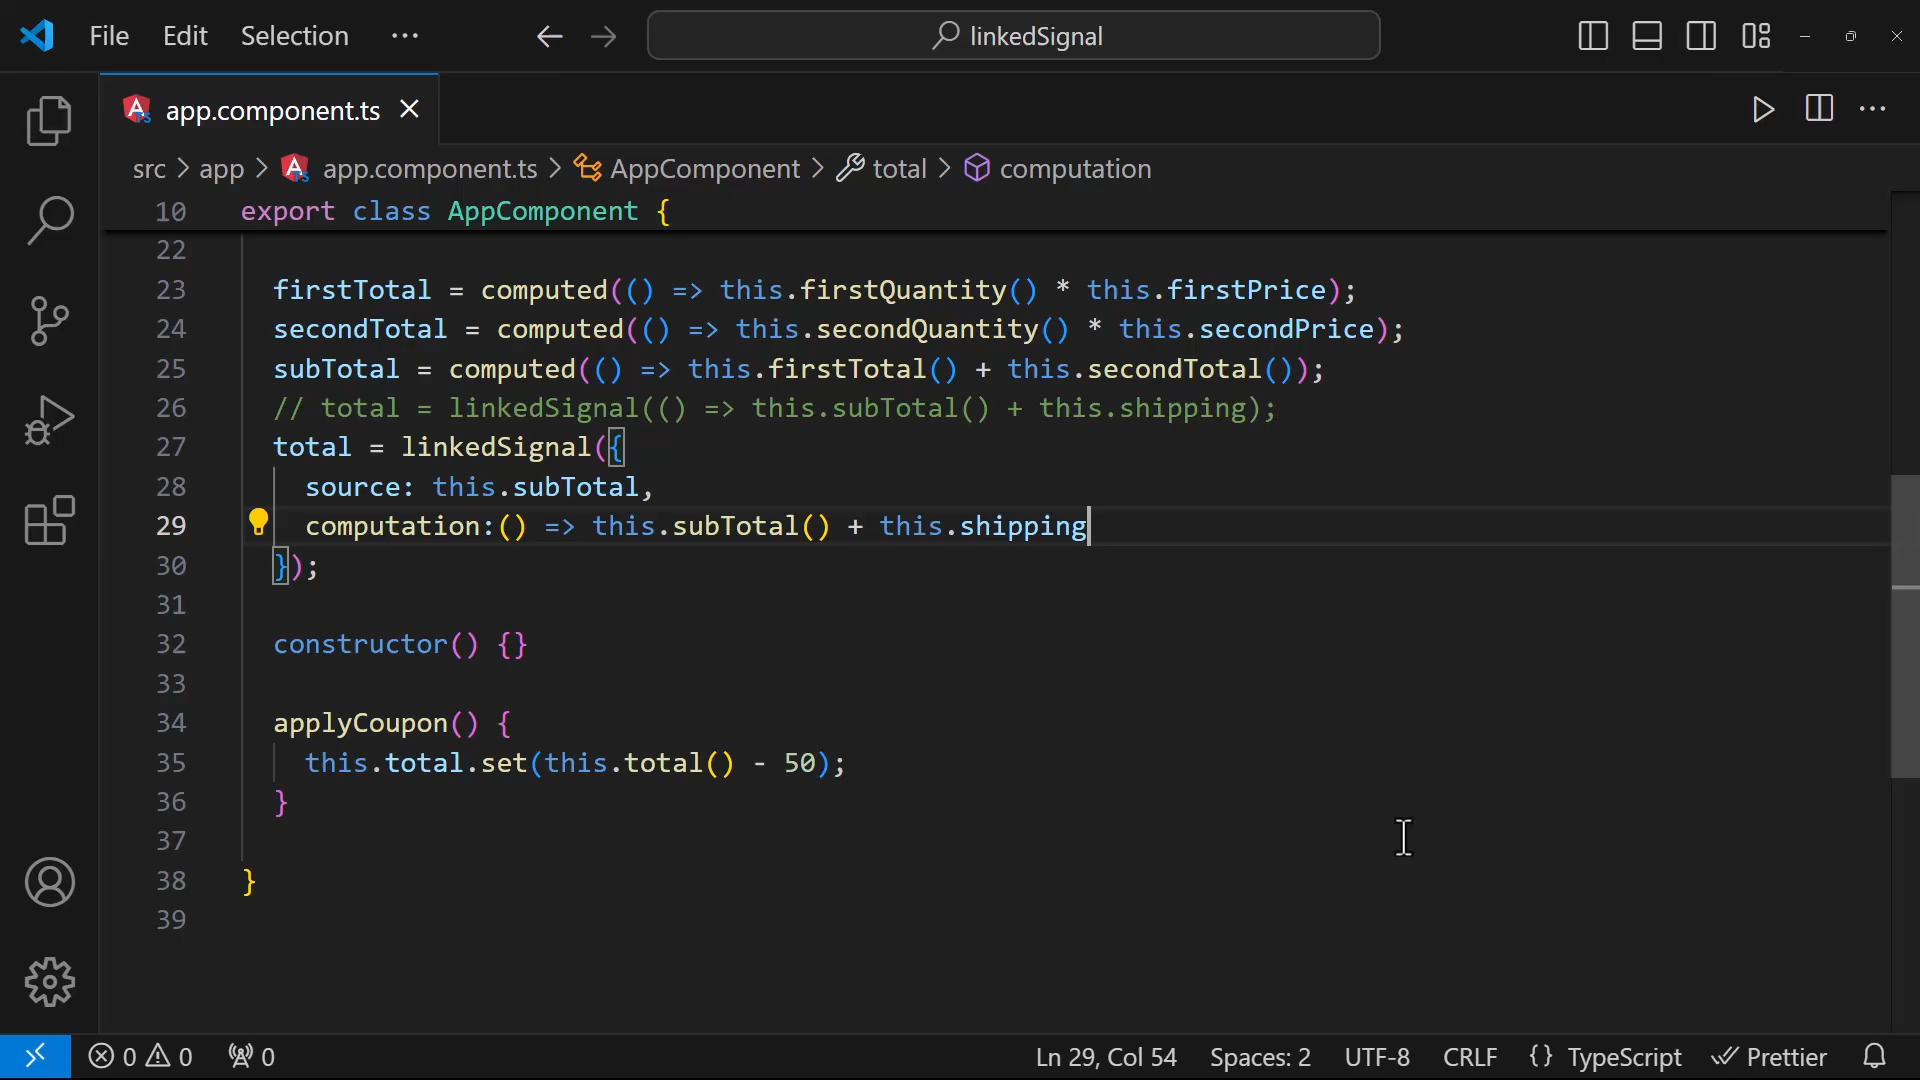 File Edit Selection ··· linkedSignal
app.component.ts
src > app > app.component.ts > AppComponent > total > computation
10 export class AppComponent {
22
23 firstTotal = computed(() => this.firstQuantity() * this.firstPrice);
24 secondTotal = computed(() => this.secondQuantity() * this.secondPrice);
25 subTotal = computed(() => this.firstTotal() + this.secondTotal());
26 // total = linkedSignal(() => this.subTotal() + this.shipping);
27 total = linkedSignal({
28 source: this.subTotal,
29 computation:() => this.subTotal() + this.shipping
30 });
31
32 constructor() {}
33
34 applyCoupon() {
35 this.total.set(this.total() - 50);
36 }
37
38 }
39
0 0 0 Ln 29, Col 54 Spaces: 2 UTF-8 CRLF {} TypeScript Prettier